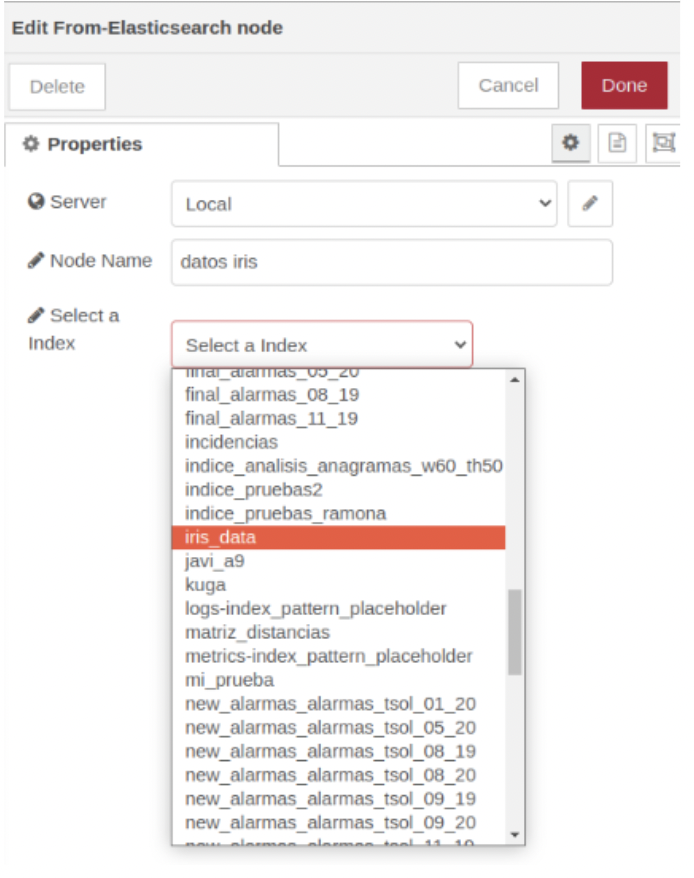 Edit From-Elasticsearch node
Delete
Cancel
Done
Properties
Server
Local
Node Name
datos iris
Select a
Index
Select a Index
final_alarmas_05_20
final_alarmas_08_19
final_alarmas_11_19
incidencias
indice_analisis_anagramas_w60_th50
indice_pruebas2
indice_pruebas_ramona
iris_data
javi_a9
kuga
logs-index_pattern_placeholder
matriz_distancias
metrics-index_pattern_placeholder
mi_prueba
new_alarmas_alarmas_tsol_01_20
new_alarmas_alarmas_tsol_05_20
new_alarmas_alarmas_tsol_08_19
new_alarmas_alarmas_tsol_08_20
new_alarmas_alarmas_tsol_09_19
new_alarmas_alarmas_tsol_09_20
new_alarmas_alarmas_tsol_11_19